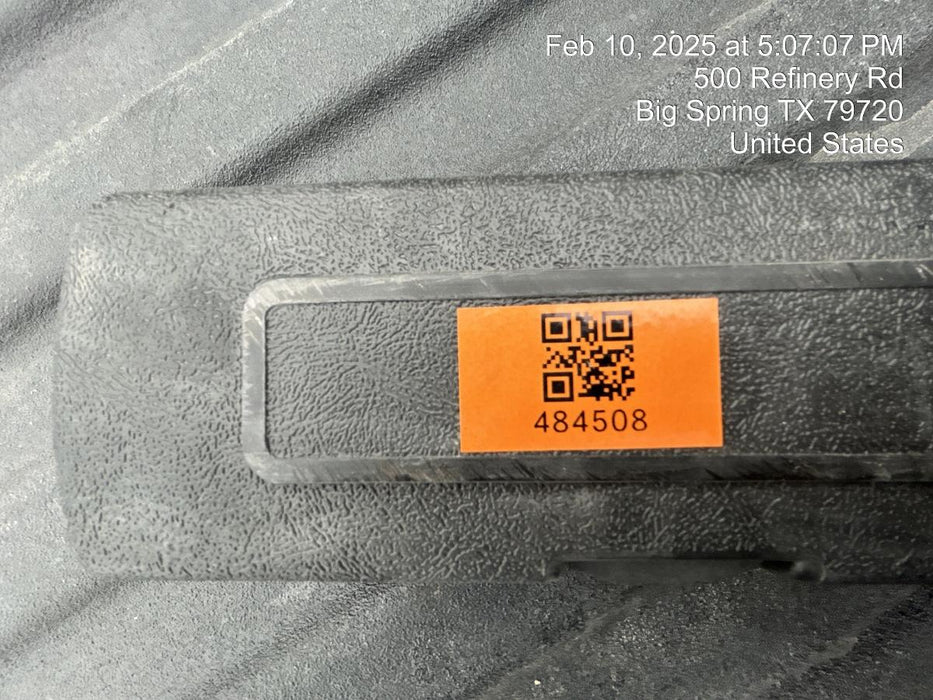 Feb 10, 2025 at 5:07:07 PM
500 Refinery Rd
Big Spring TX 79720
United States
484508